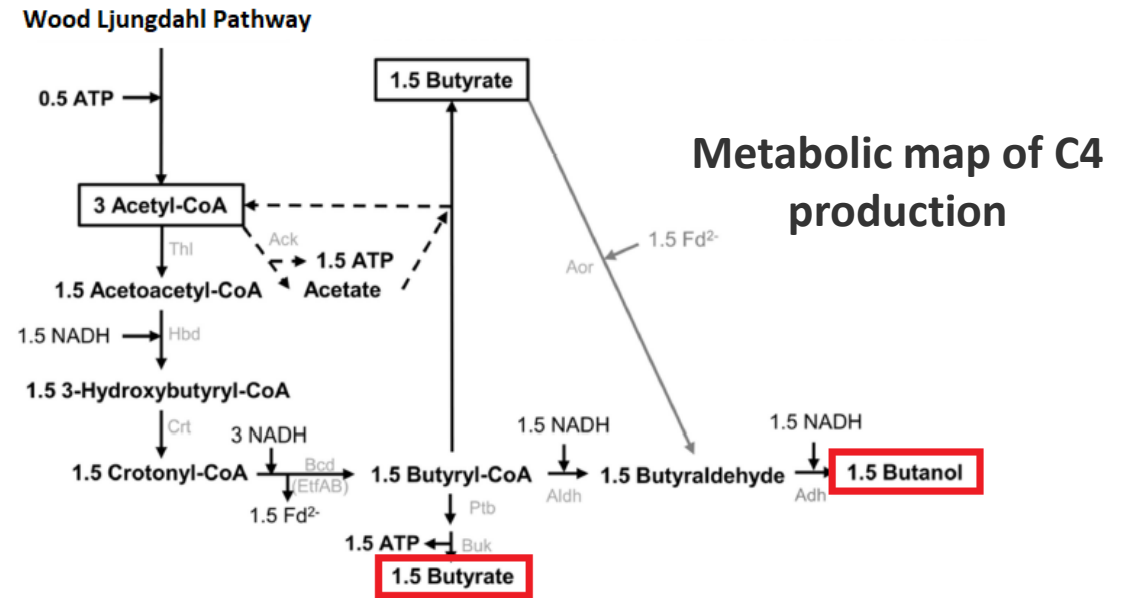 Wood Ljungdahl Pathway
0.5 ATP
1.5 Butyrate
Metabolic map of C4
production
3 Acetyl-CoA
Thl
Ack
1.5 ATP
Acetate
1.5 Fd2-
Aor
1.5 Acetoacetyl-CoA
1.5 NADH
Hbd
1.5 3-Hydroxybutyryl-CoA
Crt
3 NADH
1.5 NADH
1.5 NADH
1.5 Crotonyl-CoA
Bcd
(EtfAB)
1.5 Fd2-
1.5 Butyryl-CoA
Aldh
1.5 Butyraldehyde
Adh
1.5 Butanol
Ptb
1.5 ATP
Buk
1.5 Butyrate